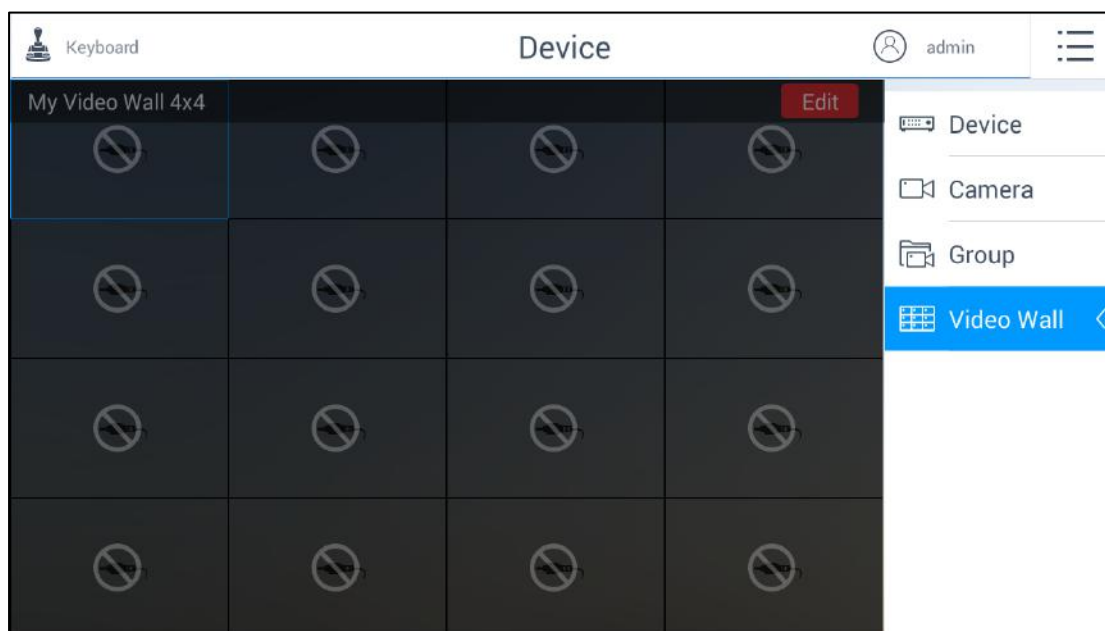 Keyboard
Device
admin
My Video Wall 4x4
Edit
Device
Camera
Group
Video Wall